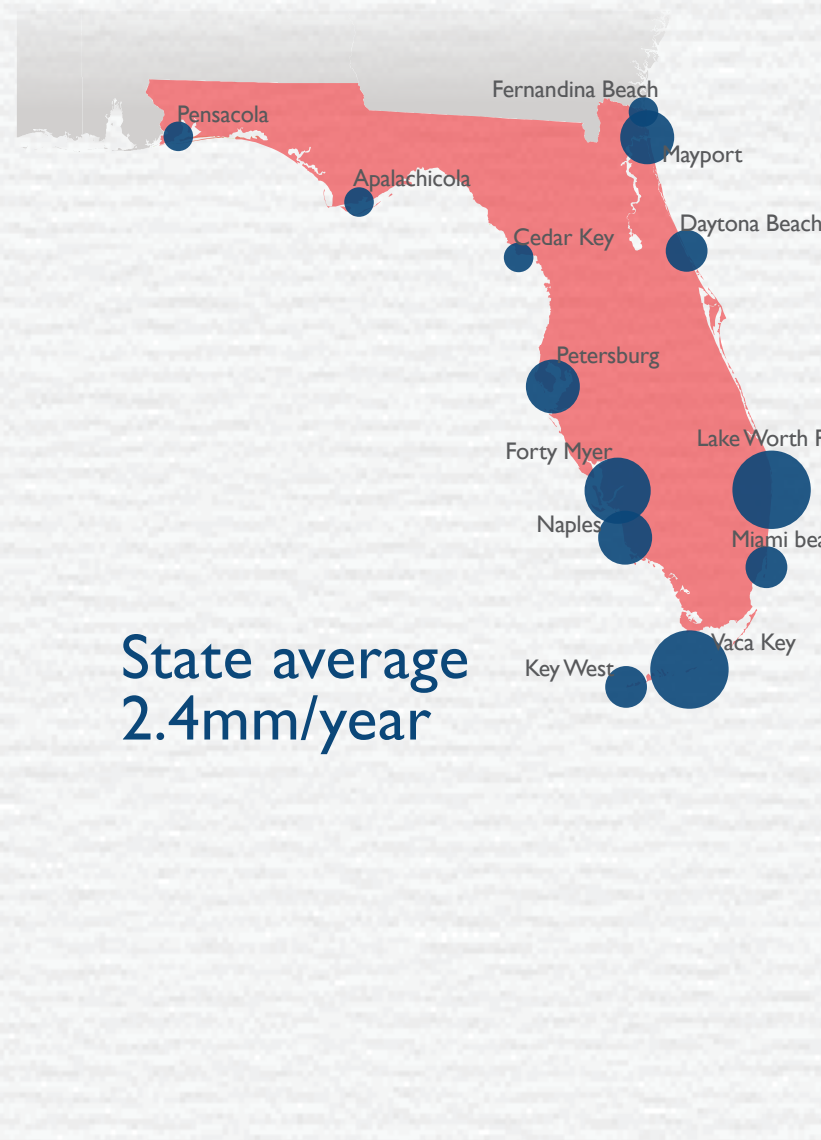 Fernandina Beach
Pensacola
Mayport
Apalachicola
Daytona Beach
Cedar Key
Petersburg
Lake Worth
Forty Myer
Naples
Miami
Vaca Key
Key West
State average
2.4mm/year